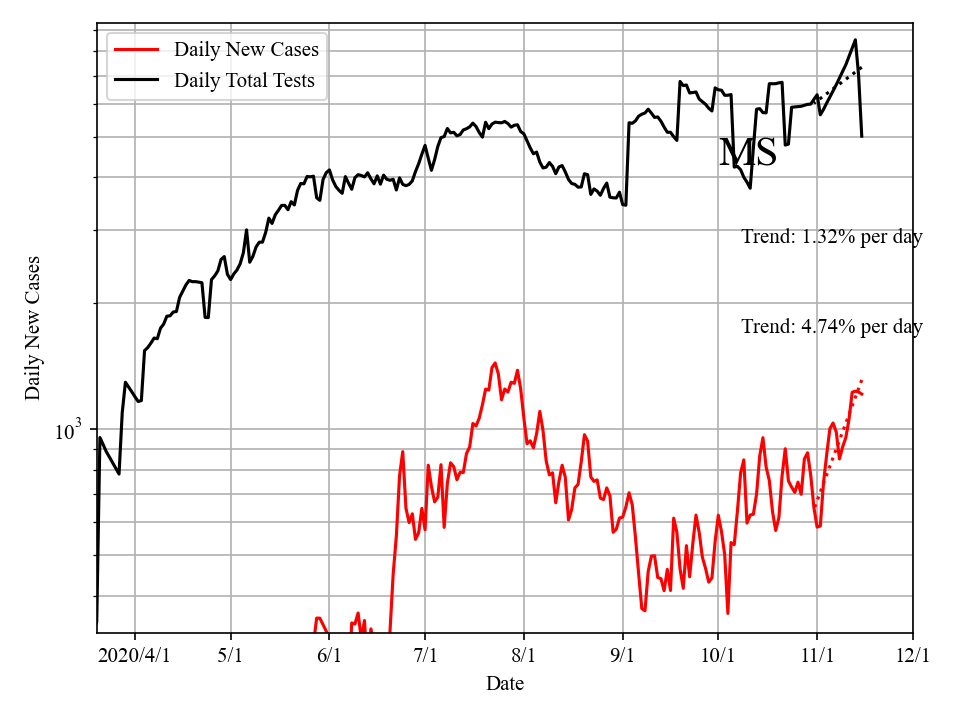 Daily New Cases
Daily Total Tests
MS
Trend: 1.32% per day
Trend: 4.74% per day
Daily New Cases
10^3
2020/4/1 5/1 6/1 7/1 8/1 9/1 10/1 11/1 12/1
Date